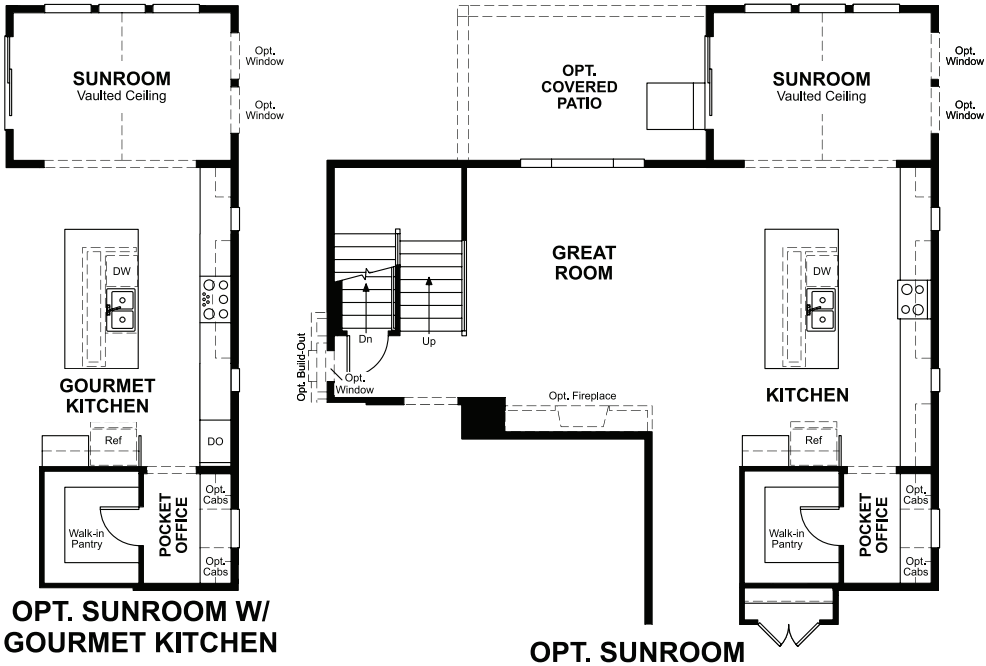 SUNROOM
Vaulted Ceiling
Opt.
Window
Opt.
Window
DW
GOURMET
KITCHEN
Ref
DO
Walk-in
Pantry
POCKET
OFFICE
Opt.
Cabs
Opt.
Cabs
OPT. SUNROOM W/
GOURMET KITCHEN
OPT.
COVERED
PATIO
SUNROOM
Vaulted Ceiling
Opt.
Window
Opt.
Window
GREAT
ROOM
Dn
Up
Opt. Build-Out
Opt.
Window
Opt. Fireplace
DW
KITCHEN
Ref
Walk-in
Pantry
POCKET
OFFICE
Opt.
Cabs
Opt.
Cabs
OPT. SUNROOM